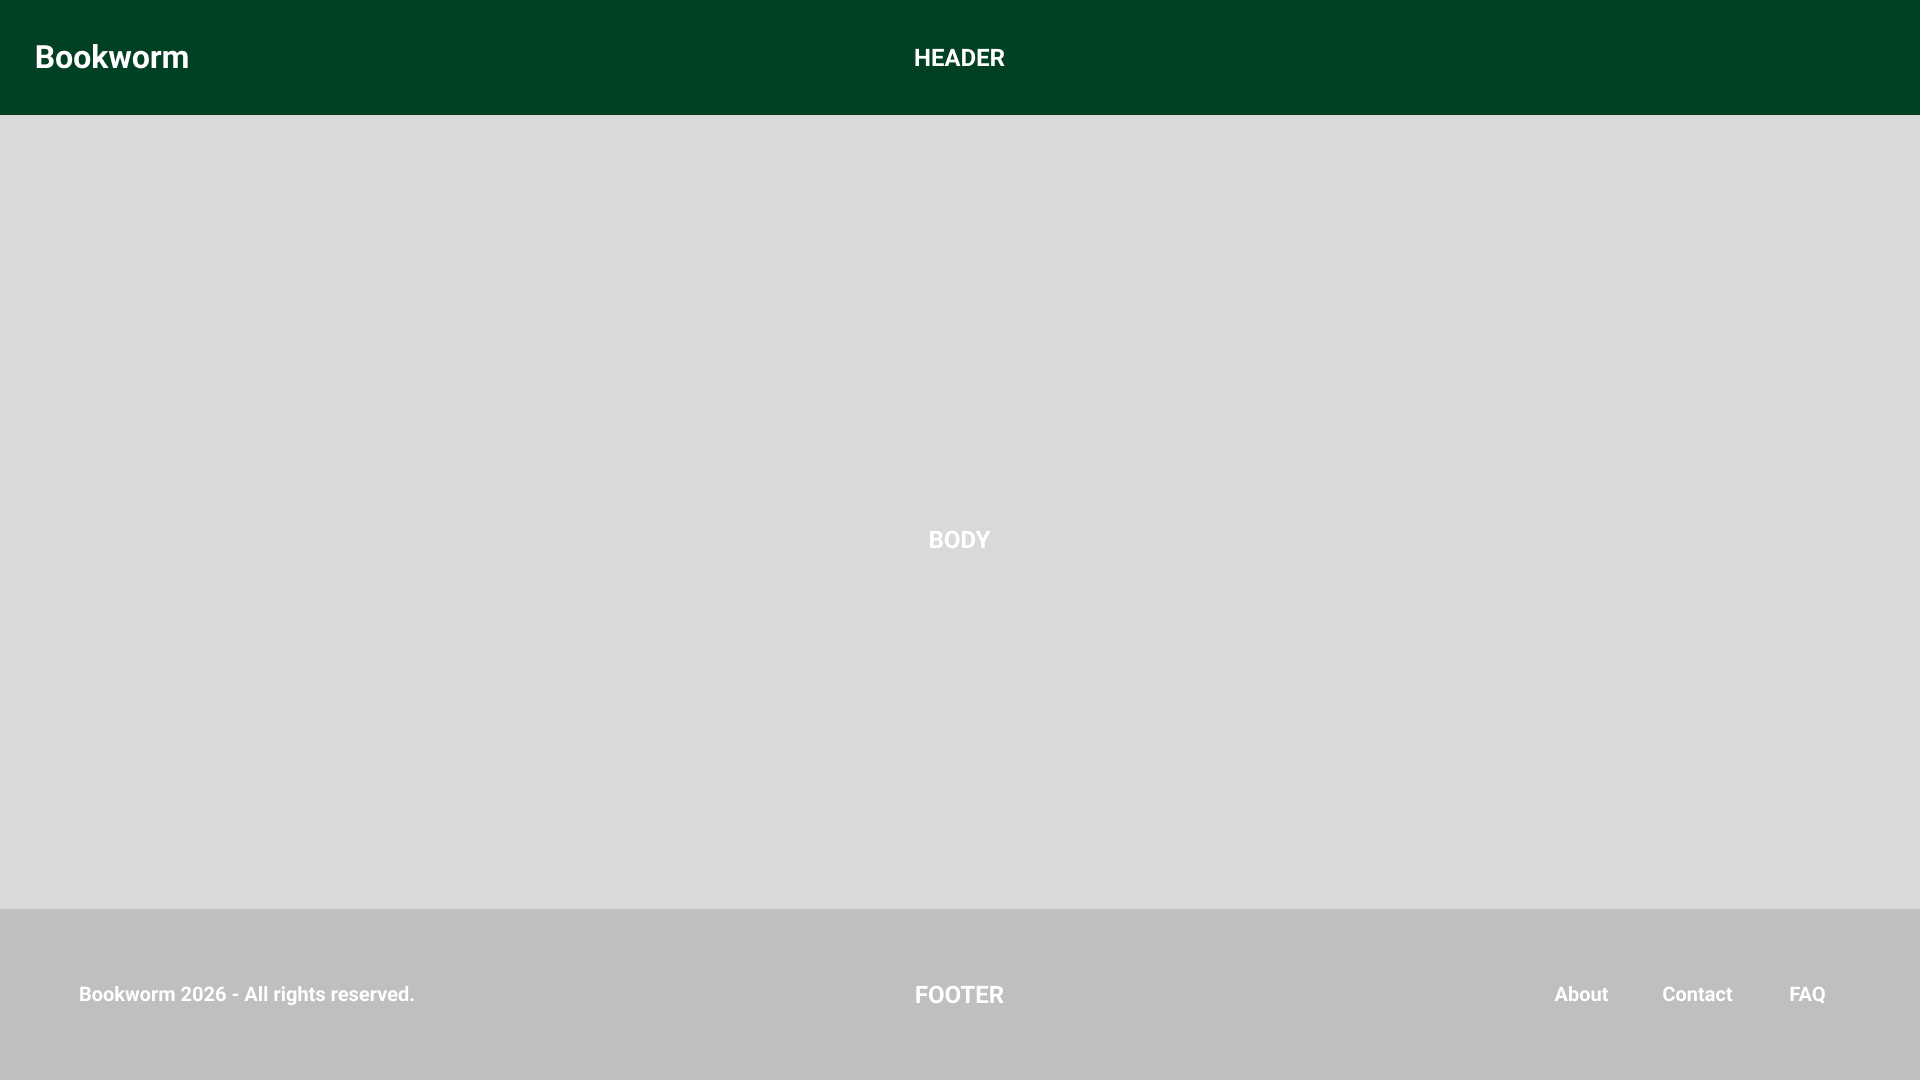 Bookworm
HEADER
BODY
Bookworm 2026 - All rights reserved.
FOOTER
About
Contact
FAQ